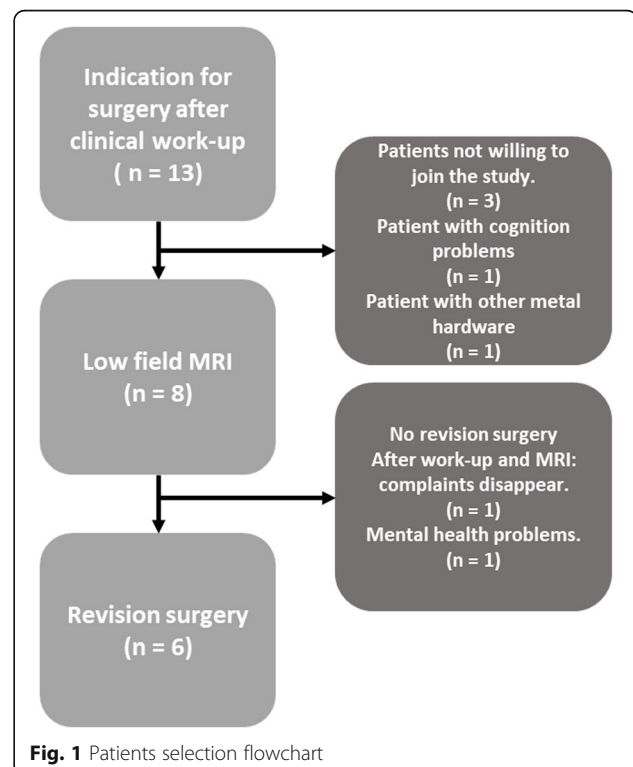 Indication for
surgery after
clinical work-up
( n = 13)
Patients not willing to
join the study.
(n = 3)
Patient with cognition
problems
(n = 1)
Patient with other metal
hardware
(n = 1)
Low field MRI
(n = 8)
No revision surgery
After work-up and MRI:
complaints disappear.
(n = 1)
Mental health problems.
(n = 1)
Revision surgery
(n = 6)
Fig. 1 Patients selection flowchart